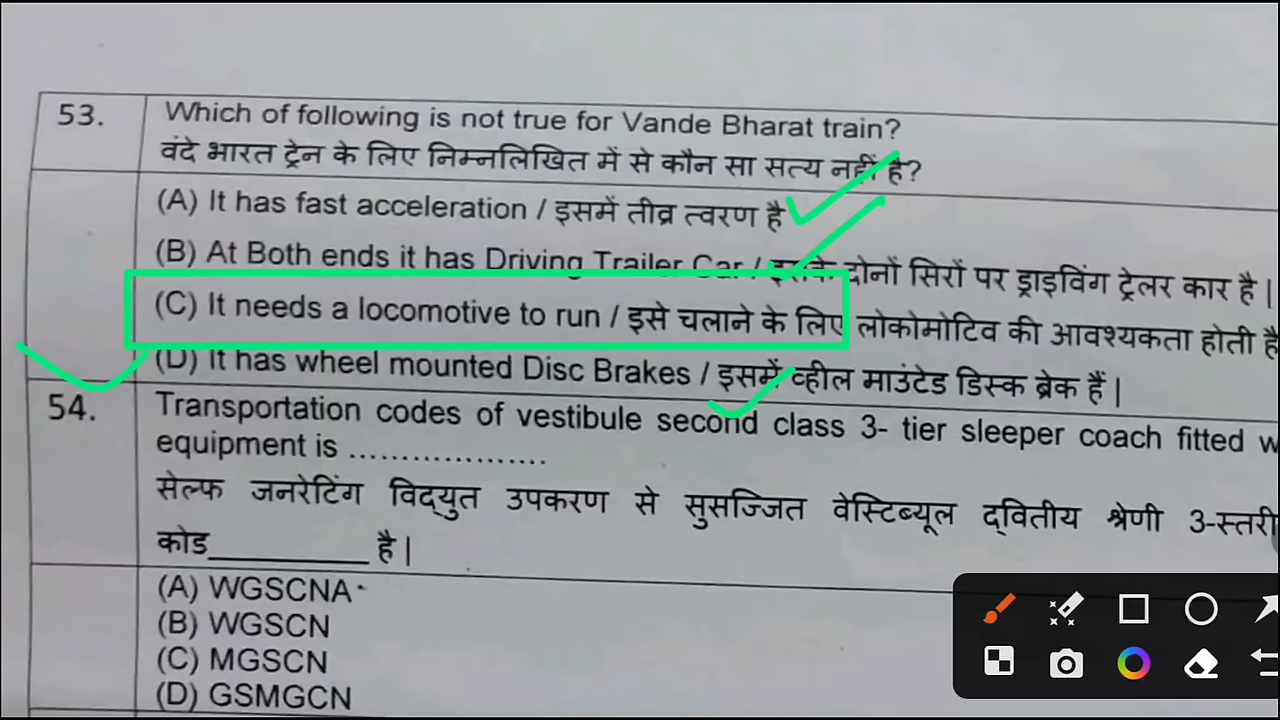 53.
Which of following is not true for Vande Bharat train?
वंदे भारत ट्रेन के लिए निम्नलिखित में से कौन सा सत्य नहीं है?
(A) It has fast acceleration / इसमें तीव्र त्वरण है
(B) At Both ends it has Driving Trailer Car / इसके दोनों सिरों पर ड्राइविंग ट्रेलर कार है |
(C) It needs a locomotive to run / इसे चलाने के लिए लोकोमोटिव की आवश्यकता होती है
(D) It has wheel mounted Disc Brakes / इसमें व्हील माउंटेड डिस्क ब्रेक हैं |
54.
Transportation codes of vestibule second class 3- tier sleeper coach fitted
equipment is ...................
सेल्फ जनरेटिंग विद्युत उपकरण से सुसज्जित वेस्टिब्यूल द्वितीय श्रेणी 3-स्तरी
कोड__________ है |
(A) WGSCNA
(B) WGSCN
(C) MGSCN
(D) GSMGCN